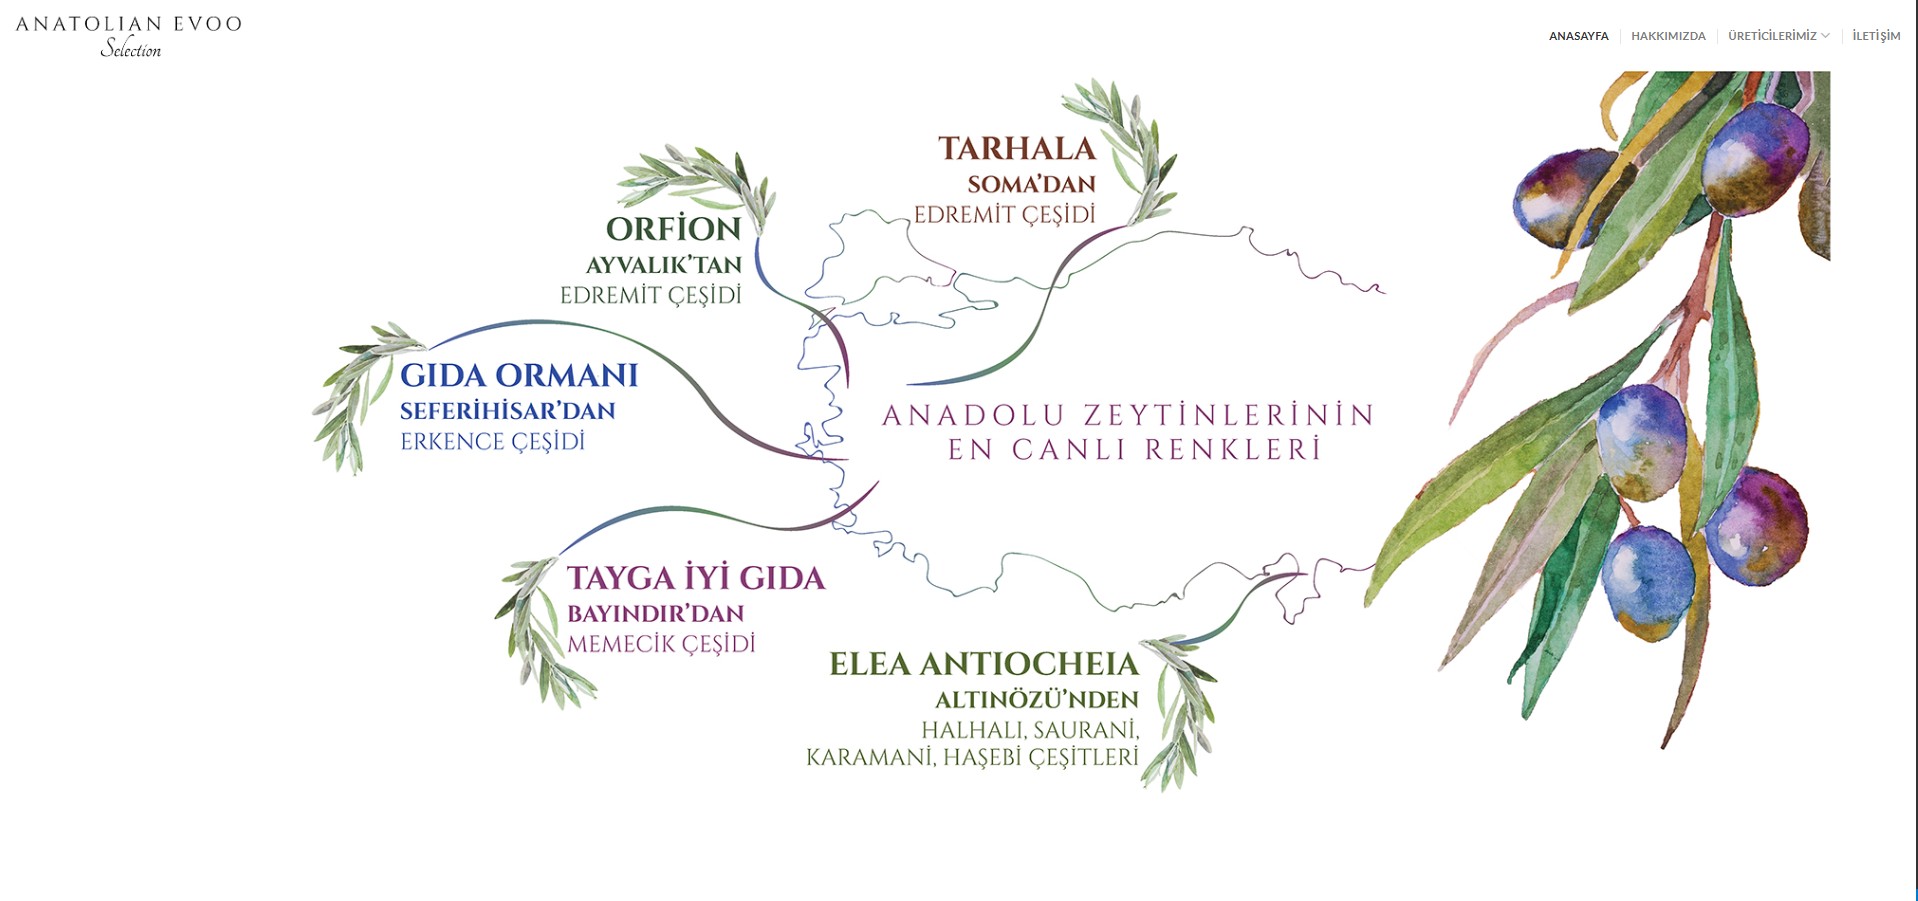 ANATOLIAN EVOO
Selection
ANASAYFA
HAKKIMIZDA
ÜRETİCİLERİMİZ
İLETİŞİM
TARHALA
SOMA’DAN
EDREMİT ÇEŞİDİ
ORFİON
AYVALIK’TAN
EDREMİT ÇEŞİDİ
GIDA ORMANI
SEFERİHİSAR’DAN
ERKENCE ÇEŞİDİ
ANADOLU ZEYTİNLERİNİN
EN CANLI RENKLERİ
TAYGA İYİ GIDA
BAYINDIR’DAN
MEMECİK ÇEŞİDİ
ELEA ANTIOCHEIA
ALTINÖZÜ’NDEN
HALHALI, SAURANİ,
KARAMANİ, HAŞEBİ ÇEŞİTLERİ